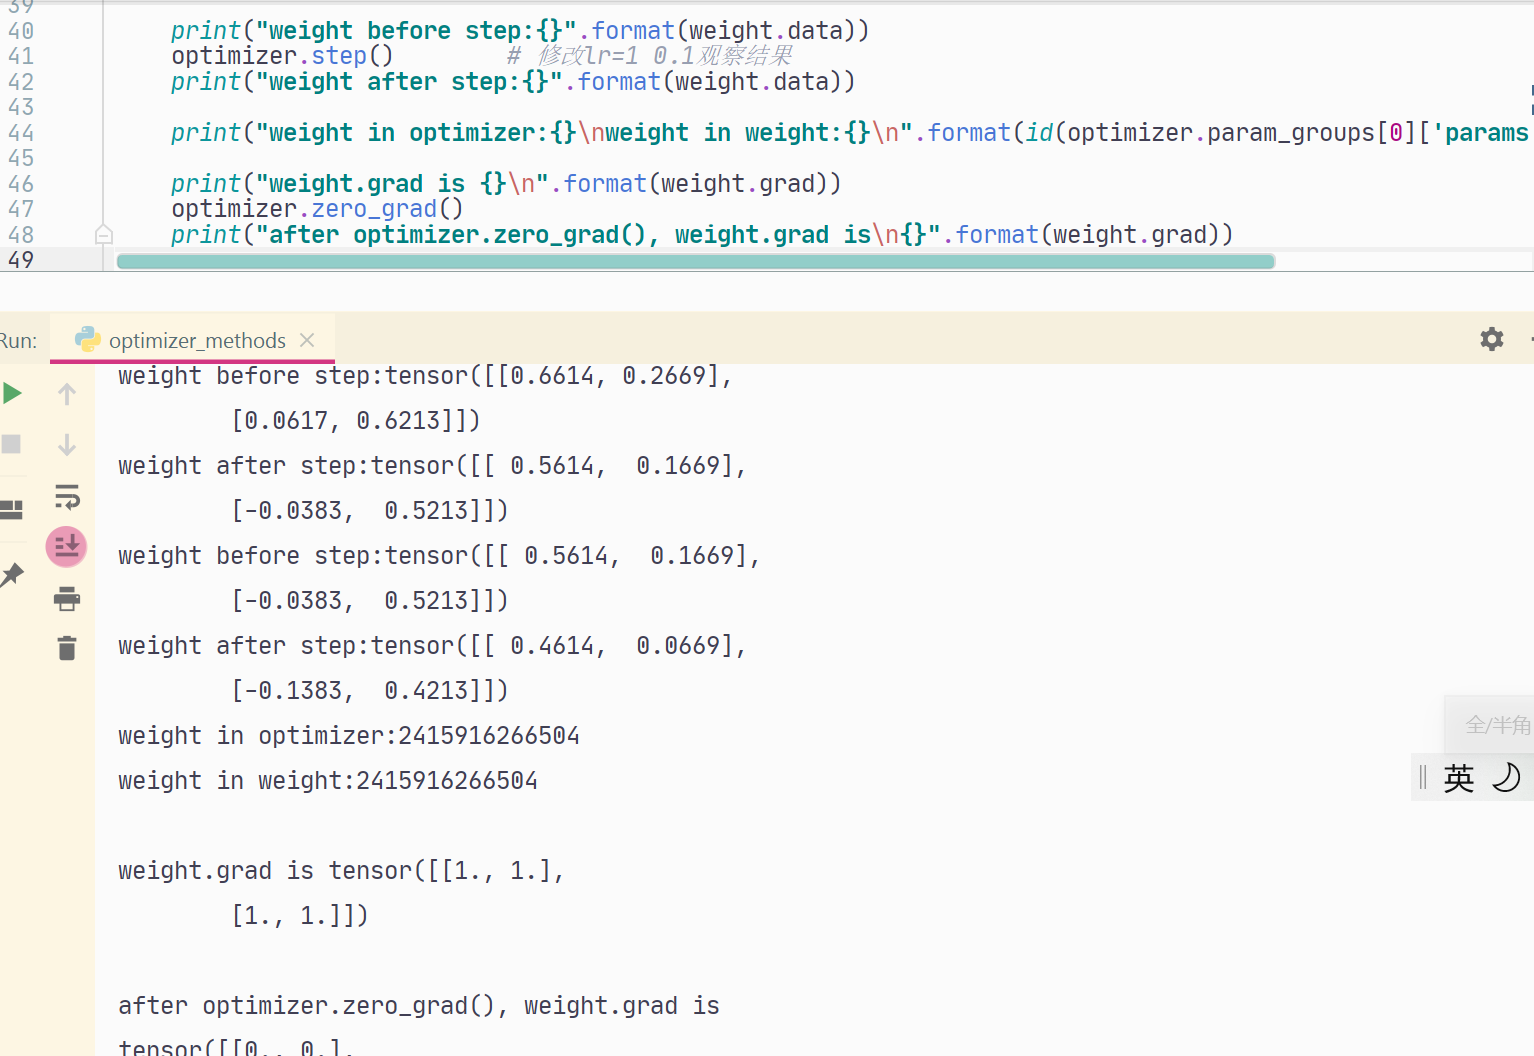 39
40 print("weight before step:{}".format(weight.data))
41 optimizer.step() # 修改lr=1 0.1观察结果
42 print("weight after step:{}".format(weight.data))
43
44 print("weight in optimizer:{}\nweight in weight:{}\n".format(id(optimizer.param_groups[0]['params
45
46 print("weight.grad is {}\n".format(weight.grad))
47 optimizer.zero_grad()
48 print("after optimizer.zero_grad(), weight.grad is\n{}".format(weight.grad))
49
Run: optimizer_methods
weight before step:tensor([[0.6614, 0.2669],
[0.0617, 0.6213]])
weight after step:tensor([[ 0.5614,  0.1669],
[-0.0383,  0.5213]])
weight before step:tensor([[ 0.5614,  0.1669],
[-0.0383,  0.5213]])
weight after step:tensor([[ 0.4614,  0.0669],
[-0.1383,  0.4213]])
weight in optimizer:2415916266504
weight in weight:2415916266504
weight.grad is tensor([[1., 1.],
[1., 1.]])
after optimizer.zero_grad(), weight.grad is
tensor([[0., 0.],
全/半角
英